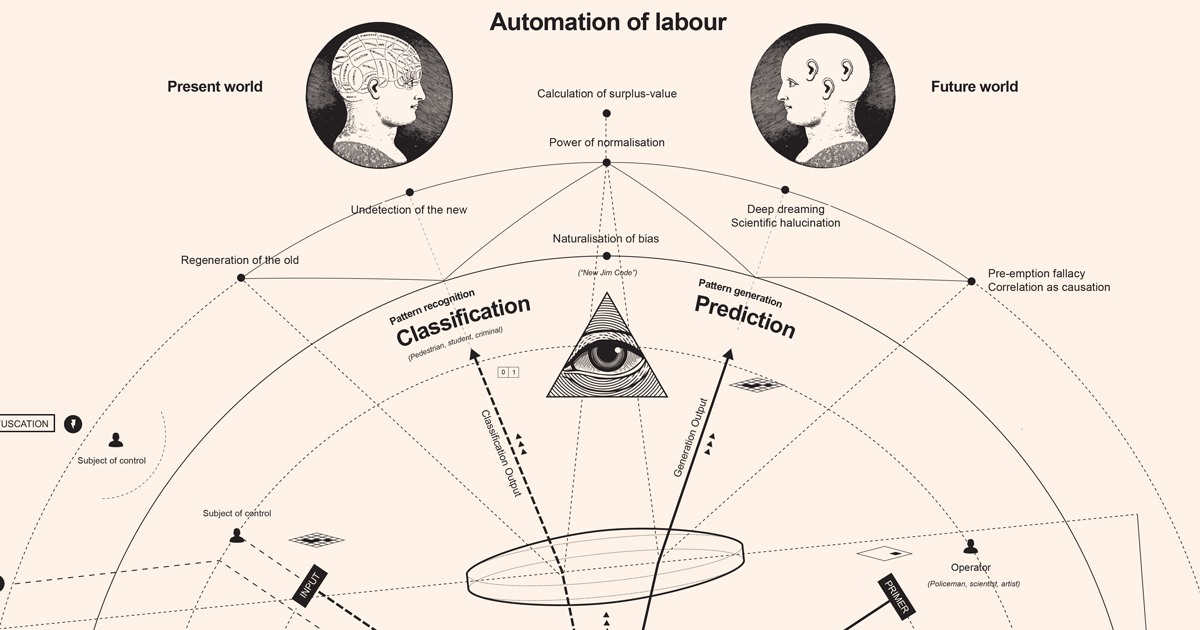 Automation of labour
Present world
Future world
Calculation of surplus-value
Power of normalisation
Undetection of the new
Deep dreaming
Scientific halucination
Regeneration of the old
Naturalisation of bias
("New Jim Code")
Pre-emption fallacy
Correlation as causation
Pattern recognition
Classification
(Pedestrian, student, criminal)
Pattern generation
Prediction
0 1
USCATION
Subject of control
Classification Output
Generation Output
Subject of control
INPUT
PRIMER
Operator
(Policeman, scientist, artist)